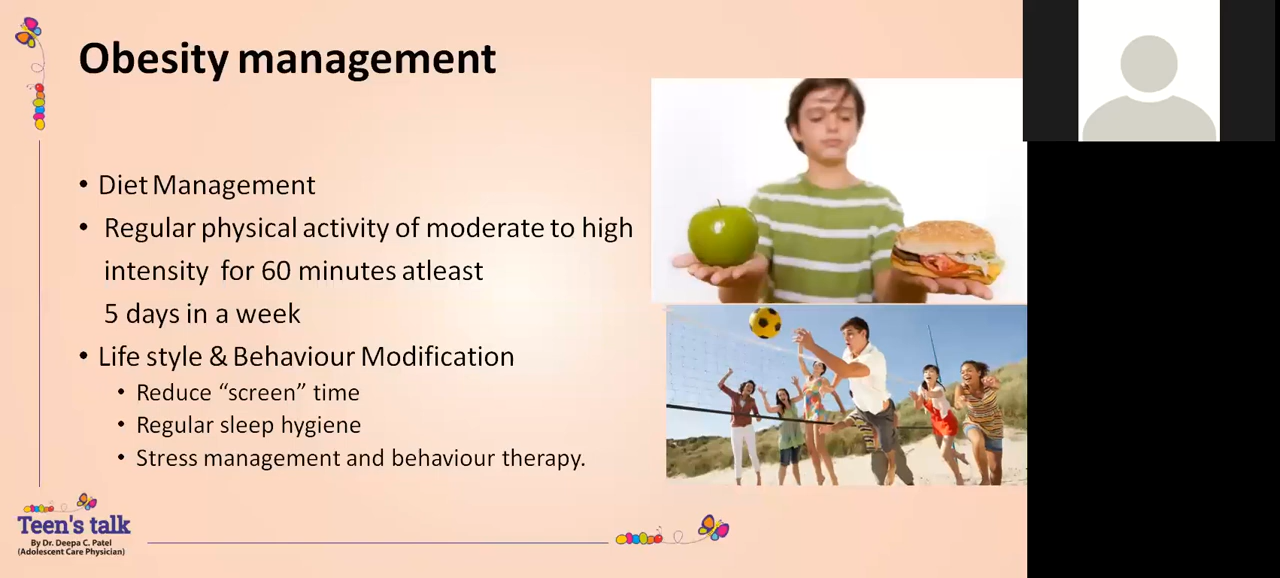 Obesity management
• Diet Management
• Regular physical activity of moderate to high
intensity for 60 minutes atleast
5 days in a week
• Life style & Behaviour Modification
• Reduce “screen” time
• Regular sleep hygiene
• Stress management and behaviour therapy.
Teen's talk
By Dr. Deepa C. Patel
(Adolescent Care Physician)